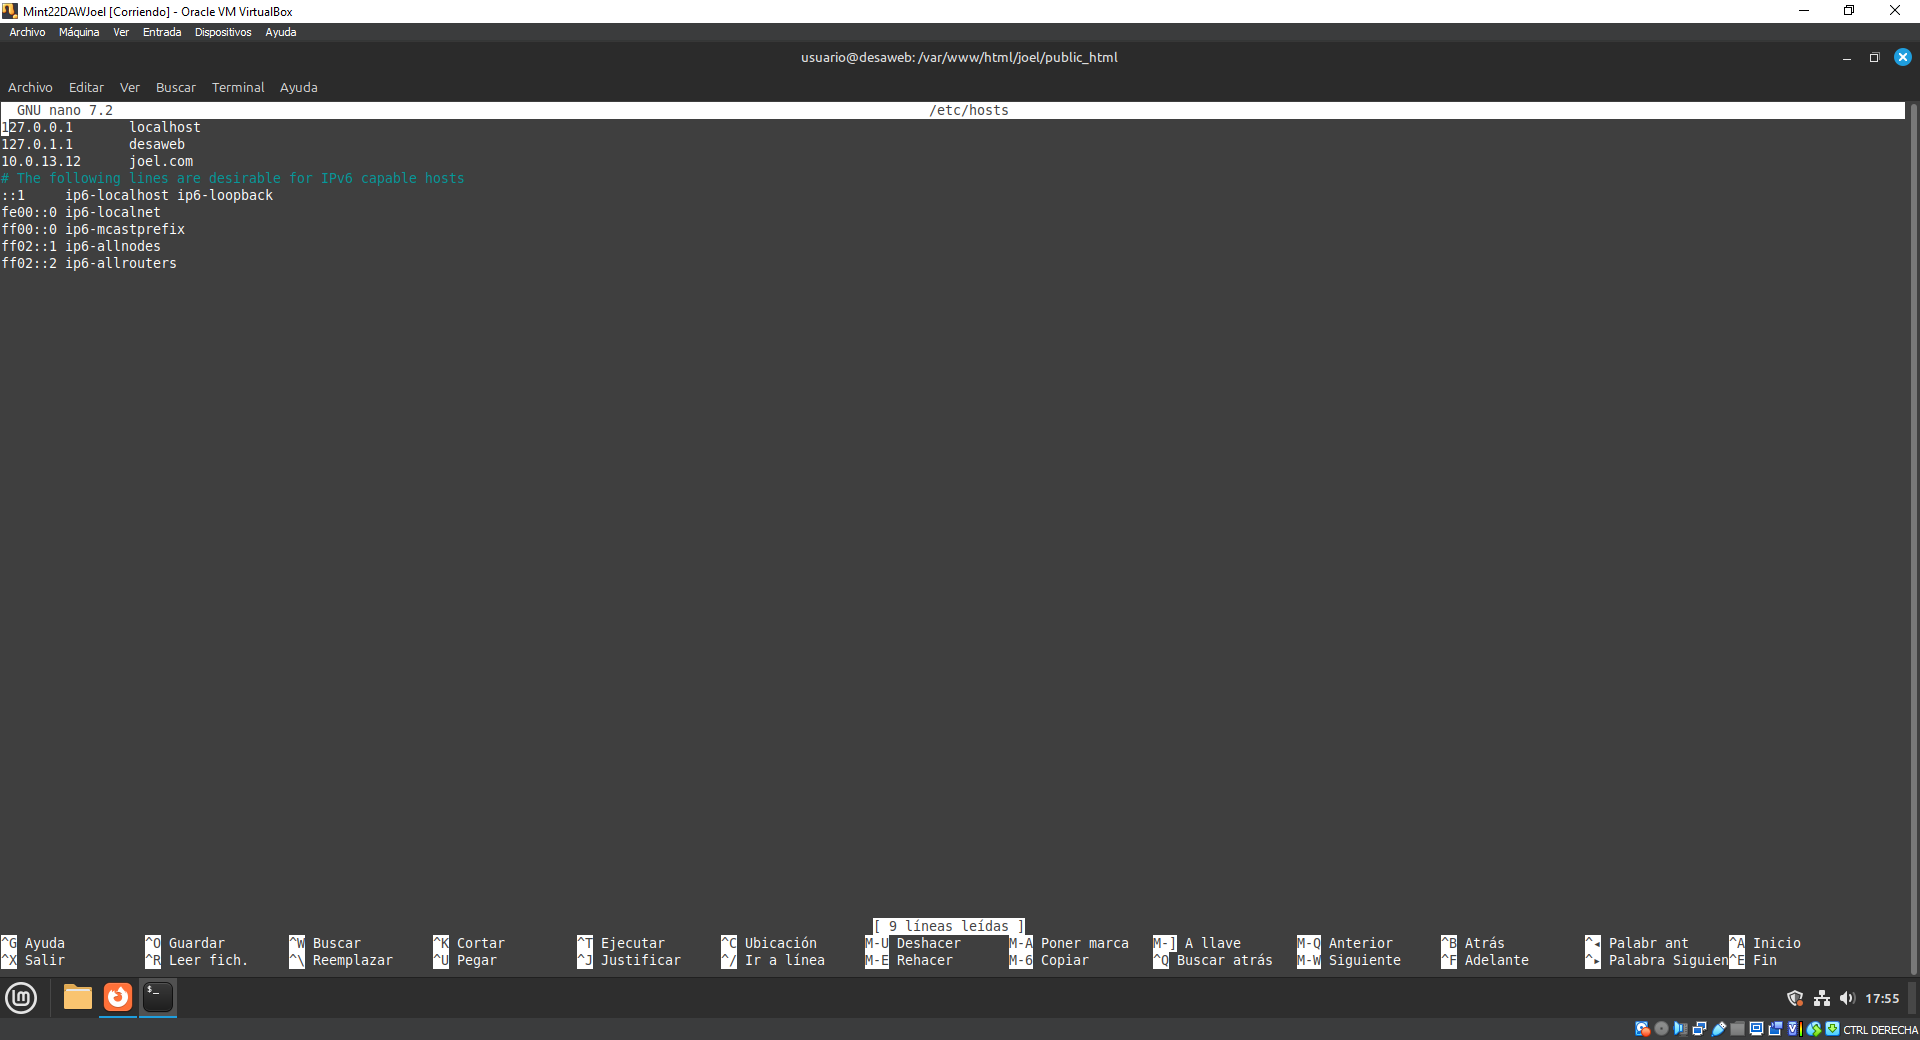 Mint22DAWJoel [Corriendo] - Oracle VM VirtualBox
Archivo Máquina Ver Entrada Dispositivos Ayuda
usuario@desaweb: /var/www/html/joel/public_html
Archivo Editar Ver Buscar Terminal Ayuda
GNU nano 7.2 /etc/hosts
127.0.0.1 localhost
127.0.1.1 desaweb
10.0.13.12 joel.com
# The following lines are desirable for IPv6 capable hosts
::1 ip6-localhost ip6-loopback
fe00::0 ip6-localnet
ff00::0 ip6-mcastprefix
ff02::1 ip6-allnodes
ff02::2 ip6-allrouters
[ 9 líneas leídas ]
^G Ayuda ^O Guardar ^W Buscar ^K Cortar ^T Ejecutar ^C Ubicación M-U Deshacer M-A Poner marca M-] A llave M-Q Anterior ^B Atrás ^◂ Palabr ant ^A Inicio
^X Salir ^R Leer fich. ^\ Reemplazar ^U Pegar ^J Justificar ^/ Ir a línea M-E Rehacer M-6 Copiar ^Q Buscar atrás M-W Siguiente ^F Adelante ^▸ Palabra Siguien ^E Fin
17:55
CTRL DERECHA